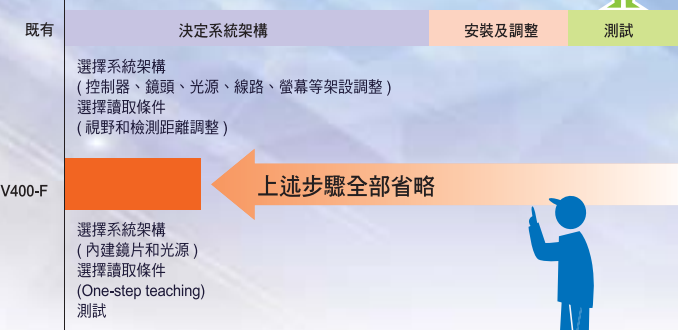 既有
決定系統架構
安裝及調整
測試
選擇系統架構
( 控制器、鏡頭、光源、線路、螢幕等架設調整 )
選擇讀取條件
( 視野和檢測距離調整 )
V400-F
上述步驟全部省略
選擇系統架構
( 內建鏡片和光源 )
選擇讀取條件
(One-step teaching)
測試